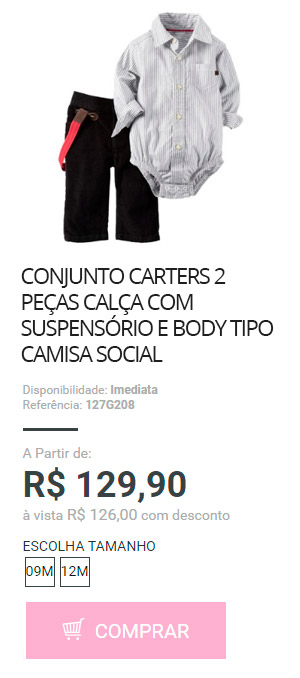 CONJUNTO CARTERS 2
PEÇAS CALÇA COM
SUSPENSÓRIO E BODY TIPO
CAMISA SOCIAL
Disponibilidade: Imediata
Referência: 127G208
A Partir de:
R$ 129,90
à vista R$ 126,00 com desconto
ESCOLHA TAMANHO
09M 12M
COMPRAR